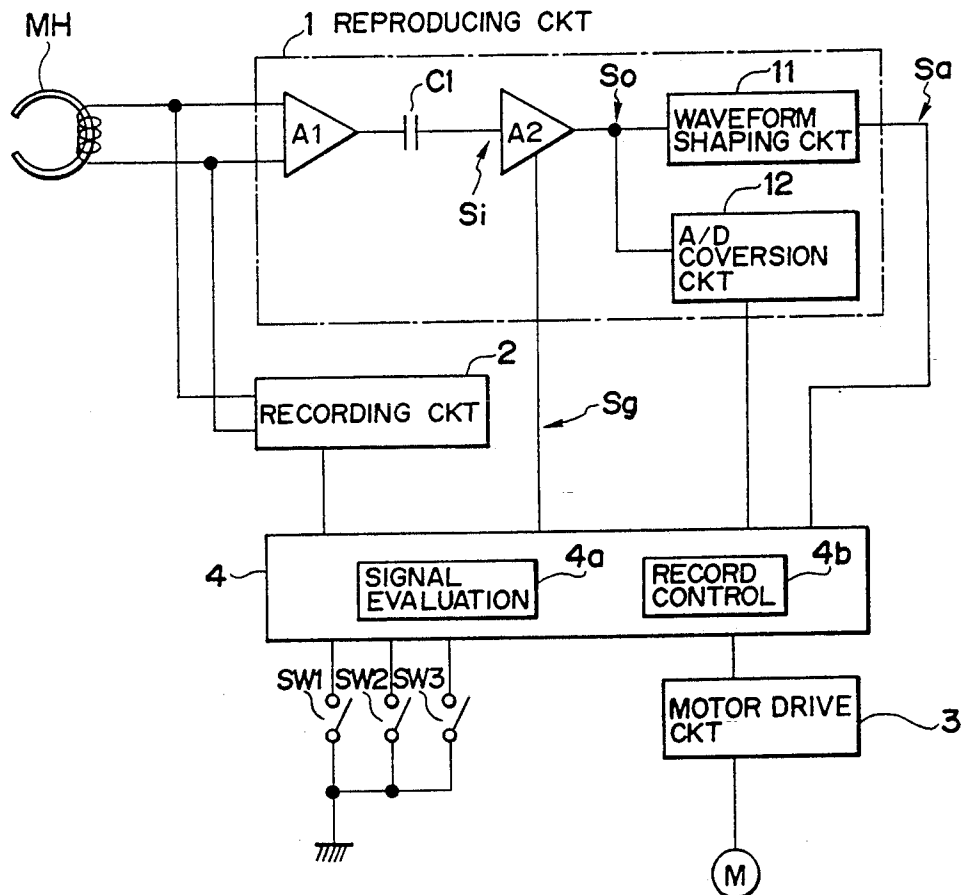 MH
1 REPRODUCING CKT
C1
So
11
Sa
A1
A2
WAVEFORM
SHAPING CKT
Si
12
A/D
COVERSION
CKT
2
RECORDING CKT
Sg
4
SIGNAL
EVALUATION
4a
RECORD
CONTROL
4b
SW1
SW2
SW3
MOTOR DRIVE
CKT
3
M